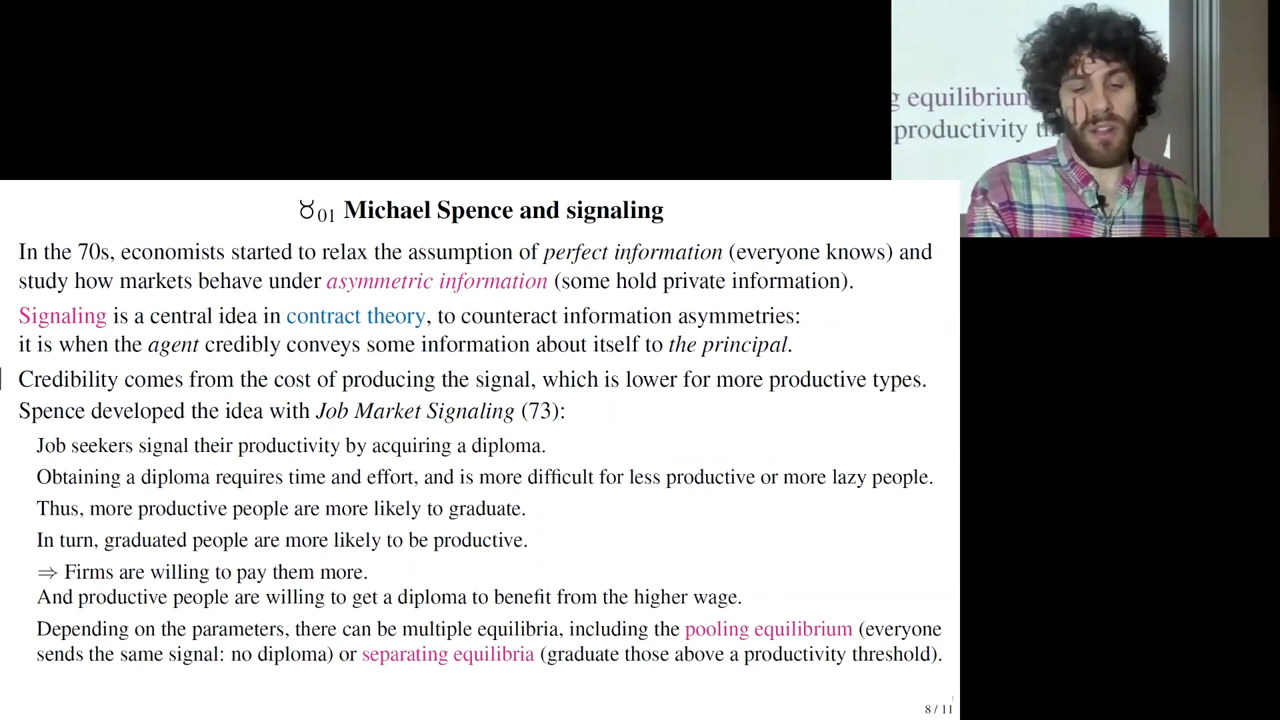 g equilibrium
productivity th
♉01 Michael Spence and signaling
In the 70s, economists started to relax the assumption of perfect information (everyone knows) and
study how markets behave under asymmetric information (some hold private information).
Signaling is a central idea in contract theory, to counteract information asymmetries:
it is when the agent credibly conveys some information about itself to the principal.
Credibility comes from the cost of producing the signal, which is lower for more productive types.
Spence developed the idea with Job Market Signaling (73):
Job seekers signal their productivity by acquiring a diploma.
Obtaining a diploma requires time and effort, and is more difficult for less productive or more lazy people.
Thus, more productive people are more likely to graduate.
In turn, graduated people are more likely to be productive.
⇒ Firms are willing to pay them more.
And productive people are willing to get a diploma to benefit from the higher wage.
Depending on the parameters, there can be multiple equilibria, including the pooling equilibrium (everyone
sends the same signal: no diploma) or separating equilibria (graduate those above a productivity threshold).
8 / 11